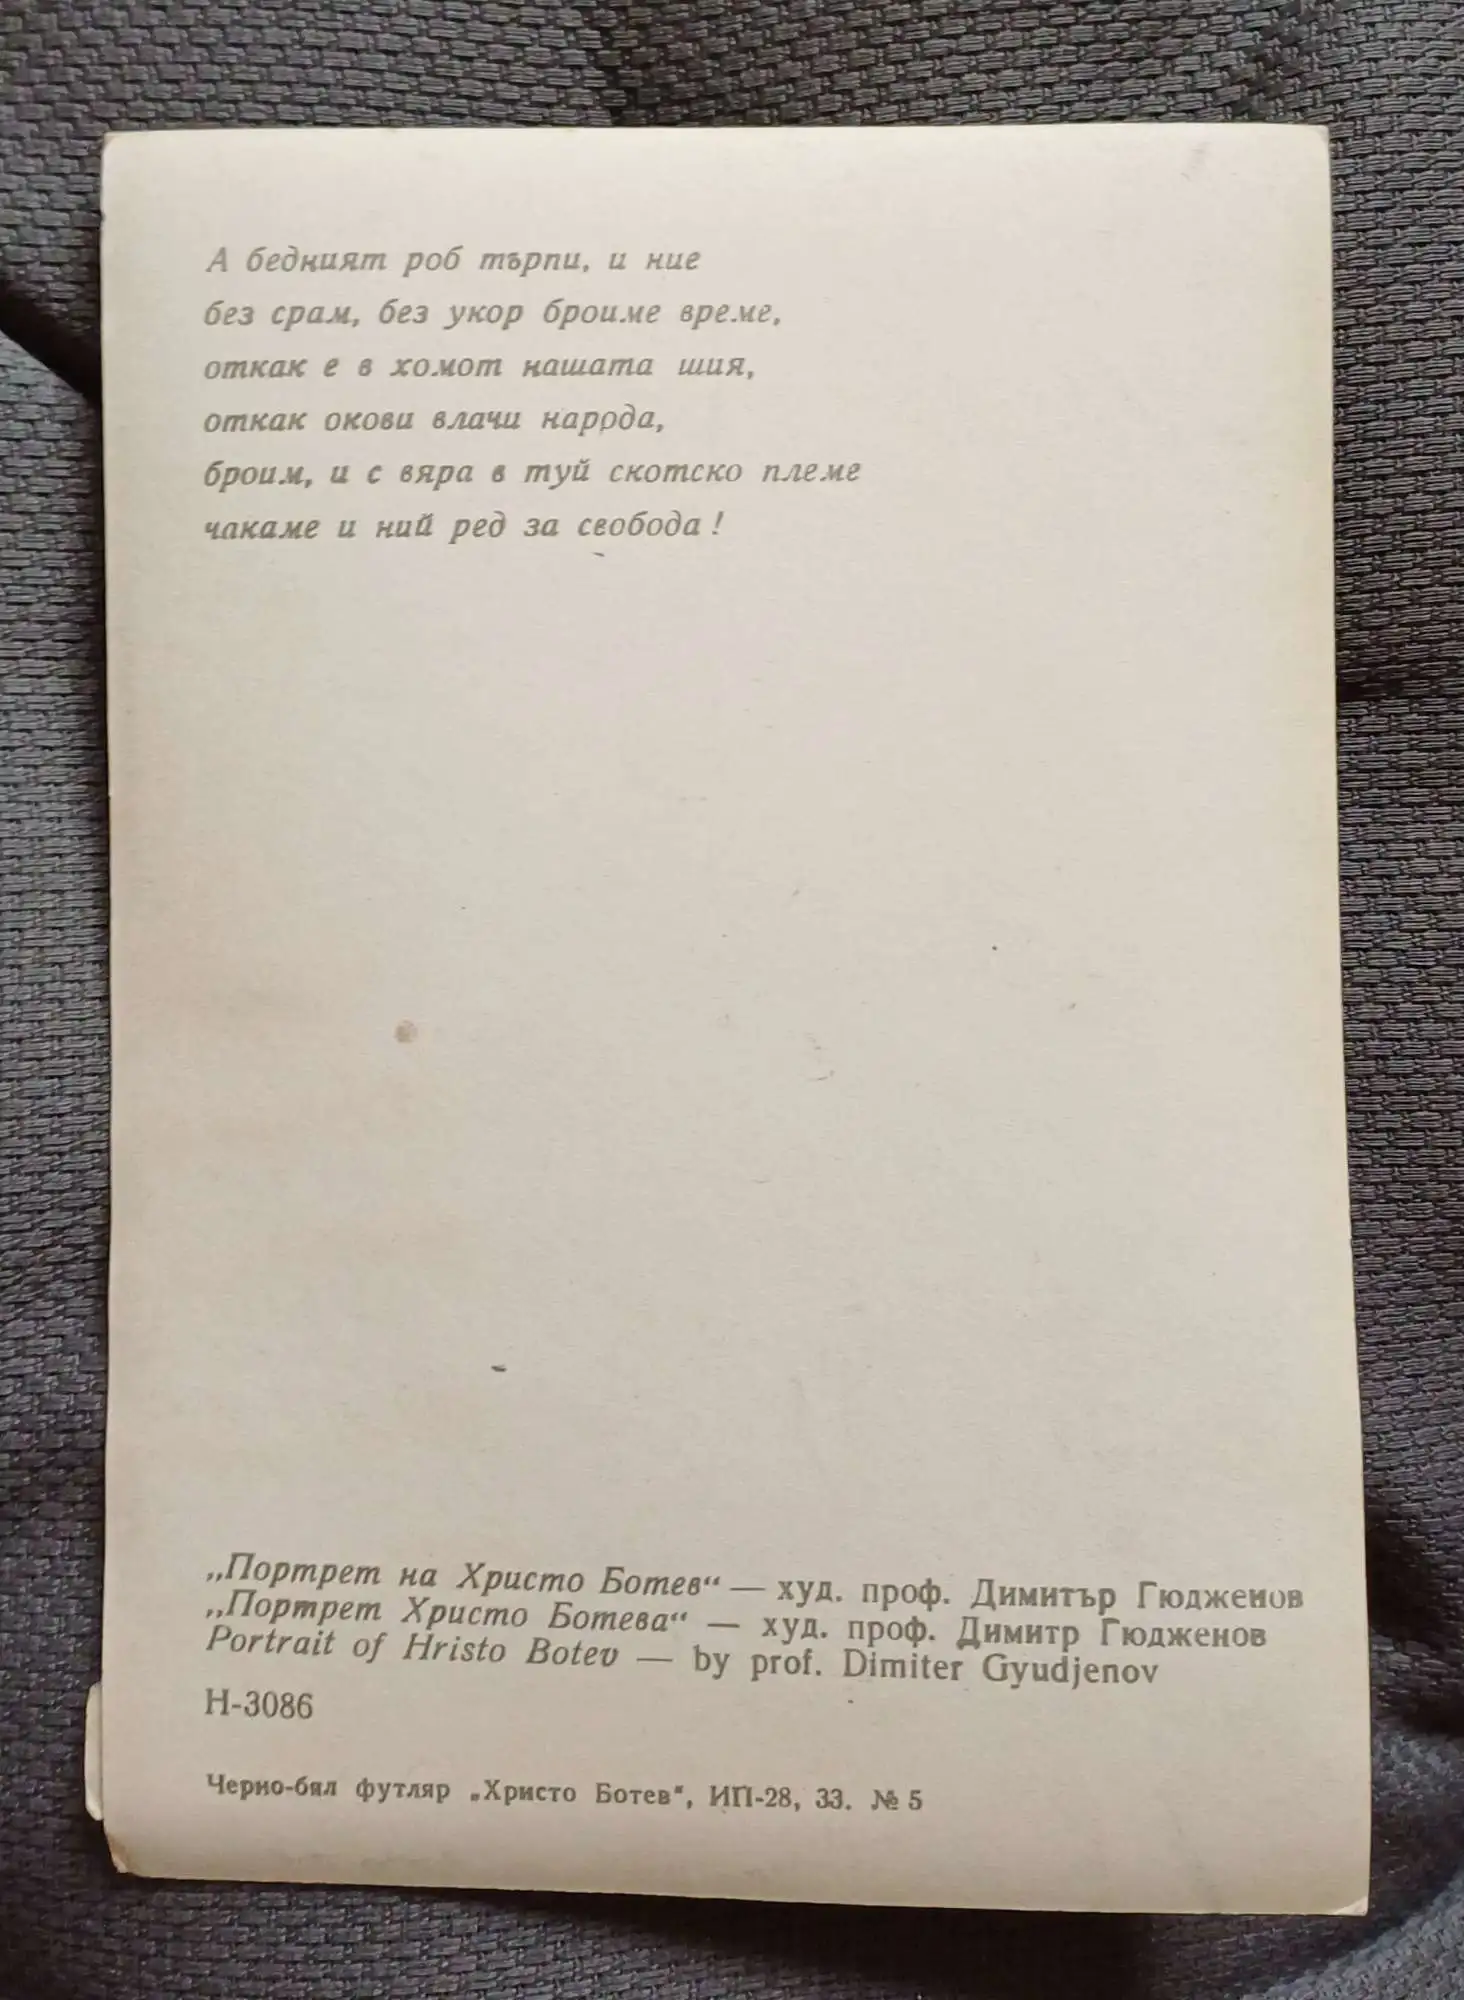 А бедният роб търпи, и ние
без срам, без укор броиме време,
откак е в хомот нашата шия,
откак окови влачи народа,
броим, и с вяра в туй скотско племе
чакаме и ний ред за свобода!
„Портрет на Христо Ботев“ — худ. проф. Димитър Гюдженов
„Портрет Христо Ботева“ — худ. проф. Димитр Гюдженов
Portrait of Hristo Botev — by prof. Dimiter Gyudjenov
Н-3086
Черно-бял футляр „Христо Ботев“, ИП-28, 33. № 5